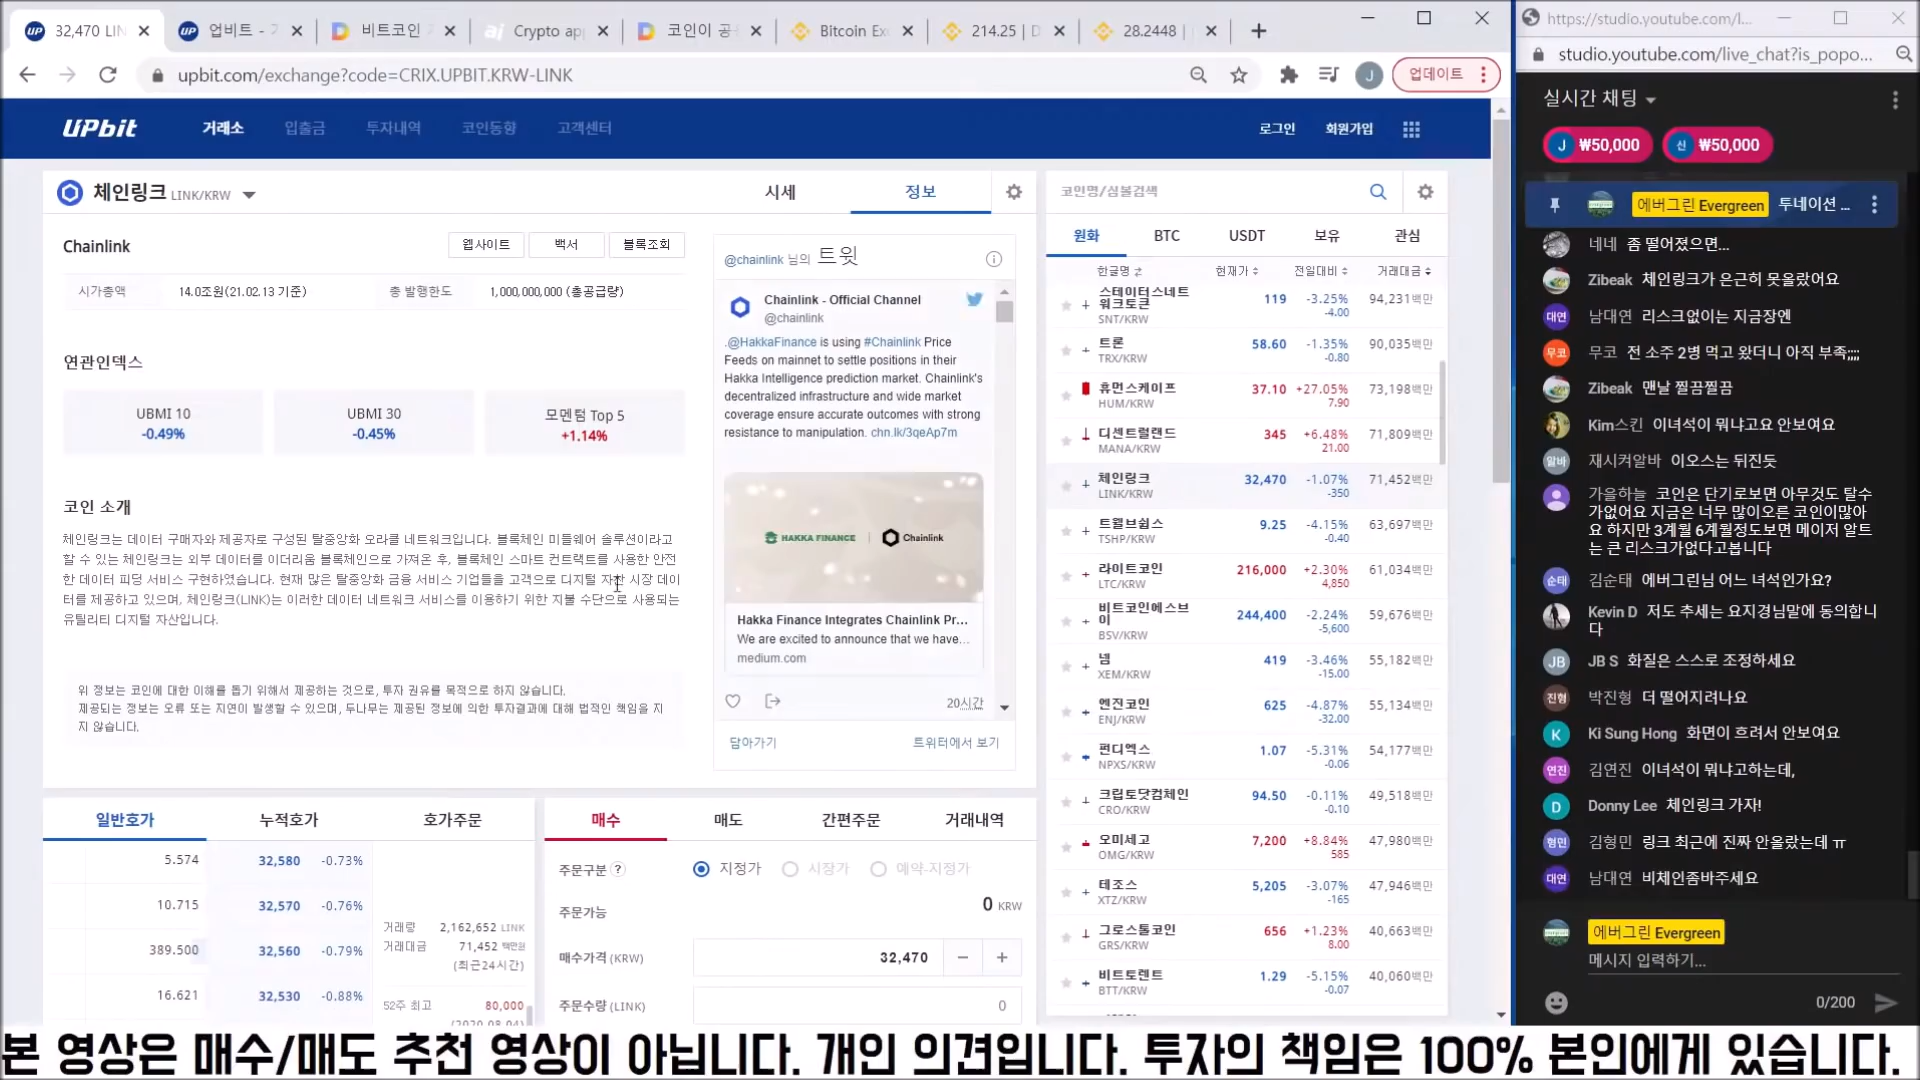 UP 32,470 LIN
UP 업비트 -
비트코인
Crypto app
코인이 공
Bitcoin Ex
214.25 | D
28.2448 |
upbit.com/exchange?code=CRIX.UPBIT.KRW-LINK
J
업데이트
UPbit
거래소
입출금
투자내역
코인동향
고객센터
로그인
회원가입
체인링크 LINK/KRW
시세
정보
Chainlink
웹사이트
백서
블록조회
시가총액
14.0조원(21.02.13 기준)
총 발행한도
1,000,000,000 (총공급량)
연관인덱스
UBMI 10
-0.49%
UBMI 30
-0.45%
모멘텀 Top 5
+1.14%
코인 소개
체인링크는 데이터 구매자와 제공자로 구성된 탈중앙화 오라클 네트워크입니다. 블록체인 미들웨어 솔루션이라고
할 수 있는 체인링크는 외부 데이터를 이더리움 블록체인으로 가져온 후, 블록체인 스마트 컨트랙트를 사용한 안전
한 데이터 피딩 서비스 구현하였습니다. 현재 많은 탈중앙화 금융 서비스 기업들을 고객으로 디지털 자산 시장 데이
터를 제공하고 있으며, 체인링크(LINK)는 이러한 데이터 네트워크 서비스를 이용하기 위한 지불 수단으로 사용되는
유틸리티 디지털 자산입니다.
위 정보는 코인에 대한 이해를 돕기 위해서 제공하는 것으로, 투자 권유를 목적으로 하지 않습니다.
제공되는 정보는 오류 또는 지연이 발생할 수 있으며, 두나무는 제공된 정보에 의한 투자결과에 대해 법적인 책임을 지
지 않습니다.
@chainlink 님의 트윗
Chainlink - Official Channel
@chainlink
.@HakkaFinance is using #Chainlink Price
Feeds on mainnet to settle positions in their
Hakka Intelligence prediction market. Chainlink's
decentralized infrastructure and wide market
coverage ensure accurate outcomes with strong
resistance to manipulation. chn.lk/3qeAp7m
HAKKA FINANCE | Chainlink
Hakka Finance Integrates Chainlink Pr...
We are excited to announce that we have...
medium.com
20시간
담아가기
트위터에서 보기
일반호가
누적호가
호가주문
5.574 32,580 -0.73%
10.715 32,570 -0.76%
389.500 32,560 -0.79%
16.621 32,530 -0.88%
거래량 2,162,652 LINK
거래대금 71,452 백만원
(최근24시간)
52주 최고 80,000
(2020.08.04)
매수
매도
간편주문
거래내역
주문구분 ?
지정가
시장가
예약-지정가
주문가능
0 KRW
매수가격 (KRW)
32,470 − +
주문수량 (LINK)
0
코인명/심볼검색
원화
BTC
USDT
보유
관심
한글명
현재가
전일대비
거래대금
스테이터스네트
워크토큰
SNT/KRW
119 -3.25% 94,231백만
-4.00
트론 58.60 -1.35% 90,035백만
TRX/KRW -0.80
휴먼스케이프 37.10 +27.05% 73,198백만
HUM/KRW 7.90
디센트럴랜드 345 +6.48% 71,809백만
MANA/KRW 21.00
체인링크 32,470 -1.07% 71,452백만
LINK/KRW -350
트웰브쉽스 9.25 -4.15% 63,697백만
TSHP/KRW -0.40
라이트코인 216,000 +2.30% 61,034백만
LTC/KRW 4,850
비트코인에스브
이
BSV/KRW
244,400 -2.24% 59,676백만
-5,600
넴 419 -3.46% 55,182백만
XEM/KRW -15.00
엔진코인 625 -4.87% 55,134백만
ENJ/KRW -32.00
펀디엑스 1.07 -5.31% 54,177백만
NPXS/KRW -0.06
크립토닷컴체인 94.50 -0.11% 49,518백만
CRO/KRW -0.10
오미세고 7,200 +8.84% 47,980백만
OMG/KRW 585
테조스 5,205 -3.07% 47,946백만
XTZ/KRW -165
그로스톨코인 656 +1.23% 40,663백만
GRS/KRW 8.00
비트토렌트 1.29 -5.15% 40,060백만
BTT/KRW -0.07
https://studio.youtube.com/l...
studio.youtube.com/live_chat?is_popo...
실시간 채팅
J ₩50,000
신 ₩50,000
에버그린 Evergreen 투네이션 ...
네네 좀 떨어졌으면...
Zibeak 체인링크가 은근히 못올랐어요
대연 남대연 리스크없이는 지금장엔
무코 무코 전 소주 2병 먹고 왔더니 아직 부족;;;;
Zibeak 맨날 찔끔찔끔
Kim스킨 이녀석이 뭐냐고요 안보여요
알바 재시켜알바 이오스는 뒤진듯
가을하늘 코인은 단기로보면 아무것도 탈수
가없어요 지금은 너무 많이오른 코인이많아
요 하지만 3계월 6계월정도보면 메이저 알트
는 큰 리스크가없다고봅니다
순태 김순태 에버그린님 어느 녀석인가요?
Kevin D 저도 추세는 요지경님말에 동의합니
다
JB JB S 화질은 스스로 조정하세요
진형 박진형 더 떨어지려나요
K Ki Sung Hong 화면이 흐려서 안보여요
연진 김연진 이녀석이 뭐냐고하는데,
D Donny Lee 체인링크 가자!
형민 김형민 링크 최근에 진짜 안올랐는데 ㅠ
대연 남대연 비체인좀바주세요
에버그린 Evergreen
메시지 입력하기...
0/200
본 영상은 매수/매도 추천 영상이 아닙니다. 개인 의견입니다. 투자의 책임은 100% 본인에게 있습니다.